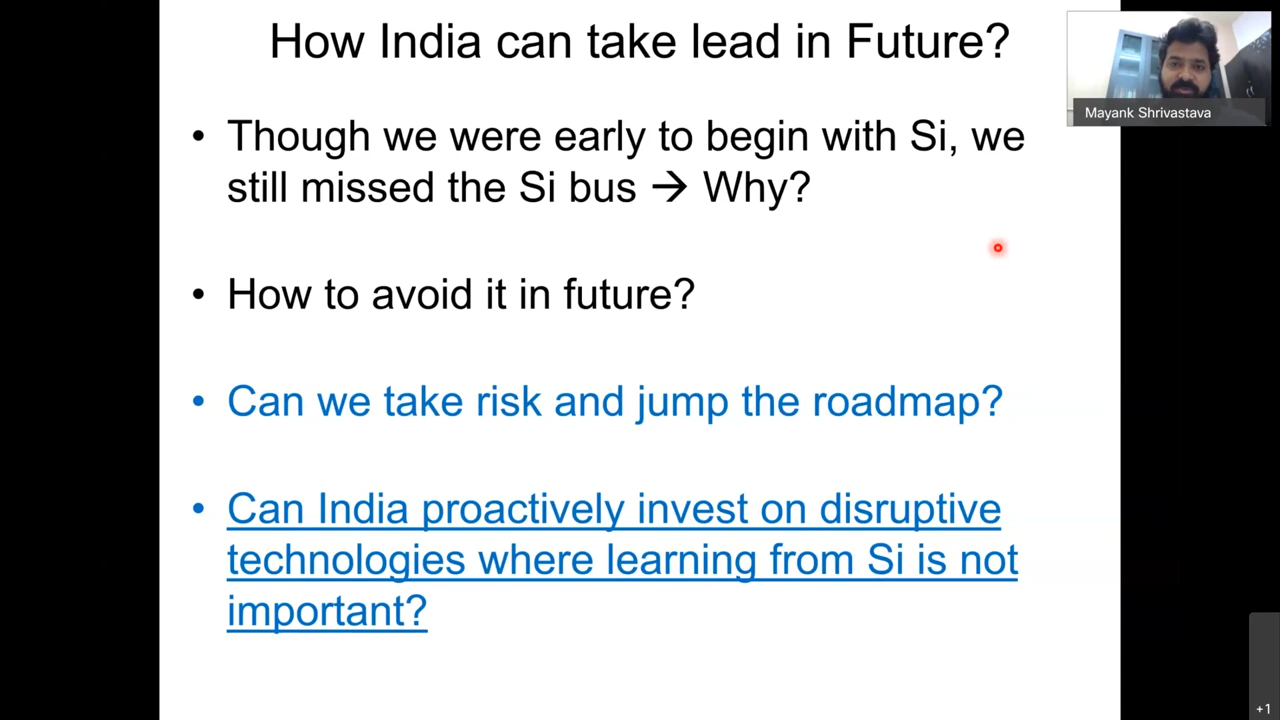 How India can take lead in Future?
Mayank Shrivastava
• Though we were early to begin with Si, we
still missed the Si bus → Why?
• How to avoid it in future?
• Can we take risk and jump the roadmap?
• Can India proactively invest on disruptive
technologies where learning from Si is not
important?
+1